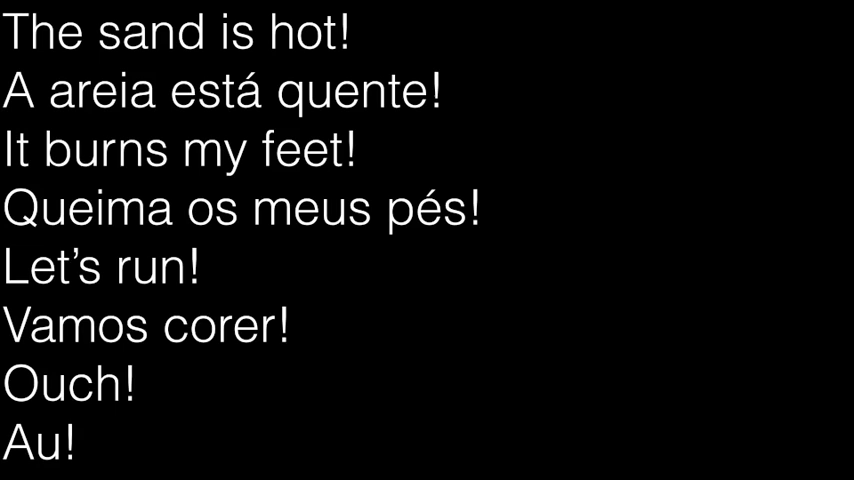 The sand is hot!
A areia está quente!
It burns my feet!
Queima os meus pés!
Let’s run!
Vamos corer!
Ouch!
Au!